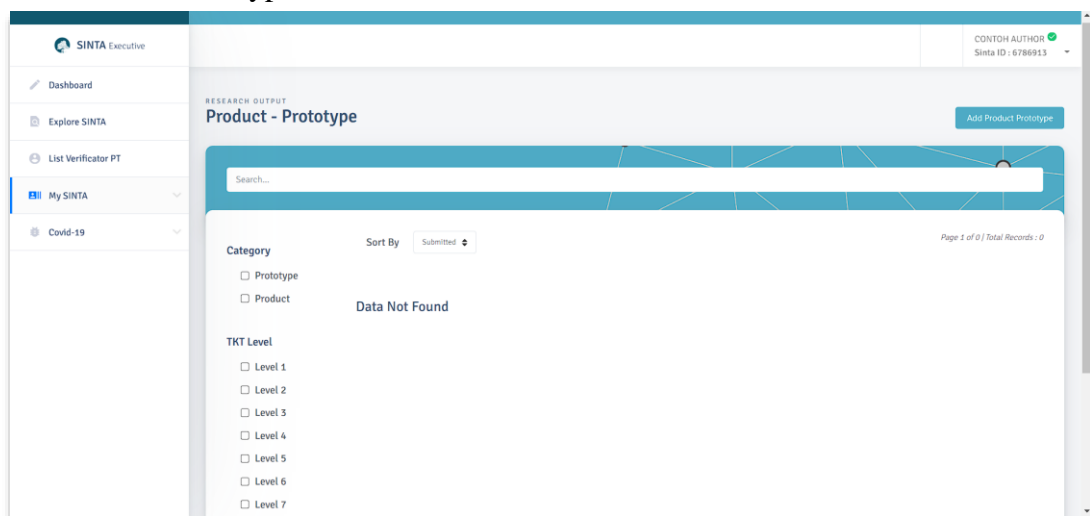 SINTA Executive
CONTOH AUTHOR
Sinta ID : 6786913
Dashboard
Explore SINTA
List Verificator PT
My SINTA
Covid-19
RESEARCH OUTPUT
Product - Prototype
Add Product Prototype
Search...
Category
Prototype
Product
TKT Level
Level 1
Level 2
Level 3
Level 4
Level 5
Level 6
Level 7
Sort By Submitted
Page 1 of 0 | Total Records : 0
Data Not Found